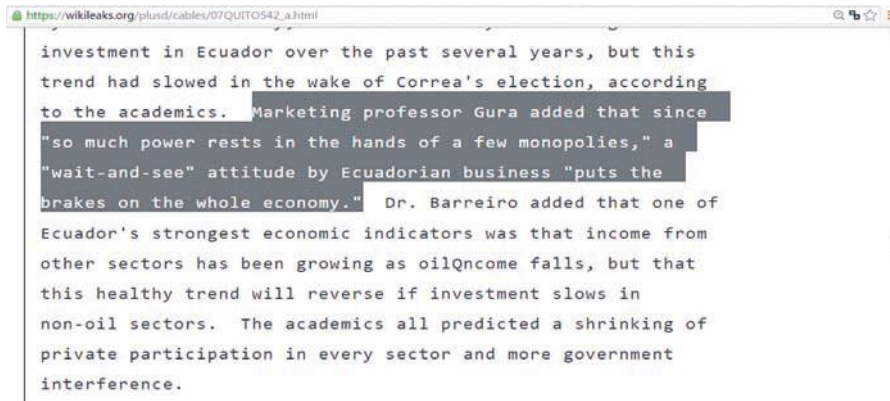 https://wikileaks.org/plusd/cables/07QUITO542_a.html
investment in Ecuador over the past several years, but this
trend had slowed in the wake of Correa's election, according
to the academics. Marketing professor Gura added that since
"so much power rests in the hands of a few monopolies," a
"wait-and-see" attitude by Ecuadorian business "puts the
brakes on the whole economy." Dr. Barreiro added that one of
Ecuador's strongest economic indicators was that income from
other sectors has been growing as oilQncome falls, but that
this healthy trend will reverse if investment slows in
non-oil sectors. The academics all predicted a shrinking of
private participation in every sector and more government
interference.